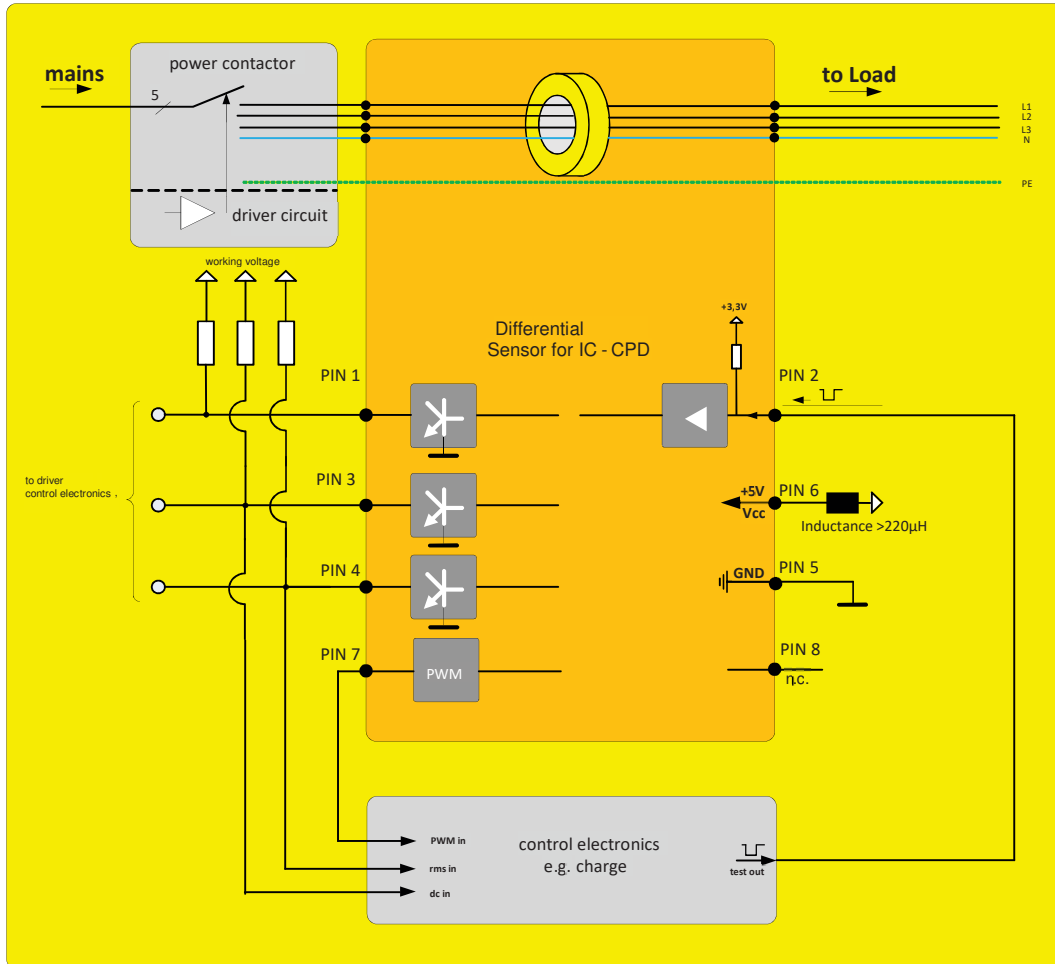 mains
power contactor
5
to Load
L1
L2
L3
N
PE
driver circuit
working voltage
+3,3V
Differential
Sensor for IC - CPD
PIN 1
PIN 2
to driver
control electronics ,
PIN 3
+5V
Vcc
PIN 6
Inductance >220µH
PIN 4
GND
PIN 5
PIN 7
PWM
PIN 8
n.c.
PWM in
rms in
dc in
control electronics
e.g. charge
test out